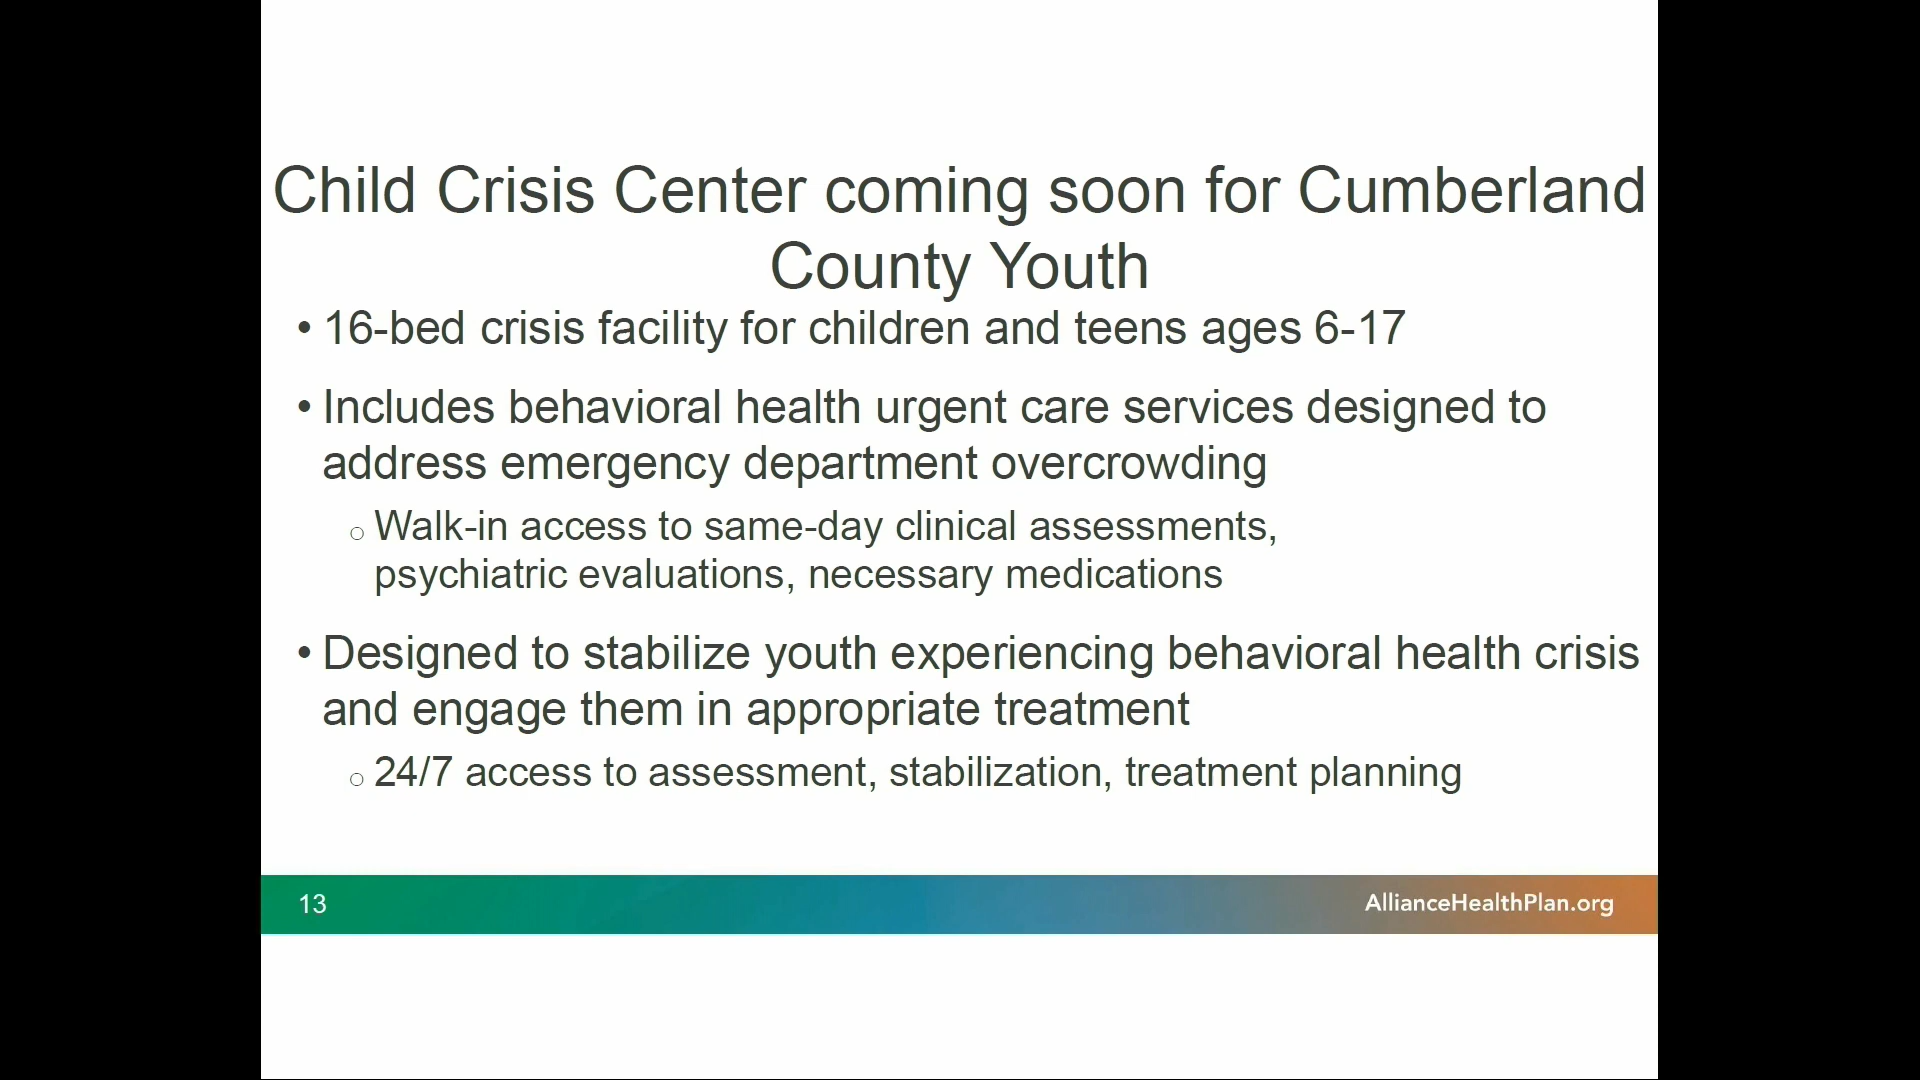 Child Crisis Center coming soon for Cumberland
County Youth
• 16-bed crisis facility for children and teens ages 6-17
• Includes behavioral health urgent care services designed to
address emergency department overcrowding
○ Walk-in access to same-day clinical assessments,
psychiatric evaluations, necessary medications
• Designed to stabilize youth experiencing behavioral health crisis
and engage them in appropriate treatment
○ 24/7 access to assessment, stabilization, treatment planning
13
AllianceHealthPlan.org